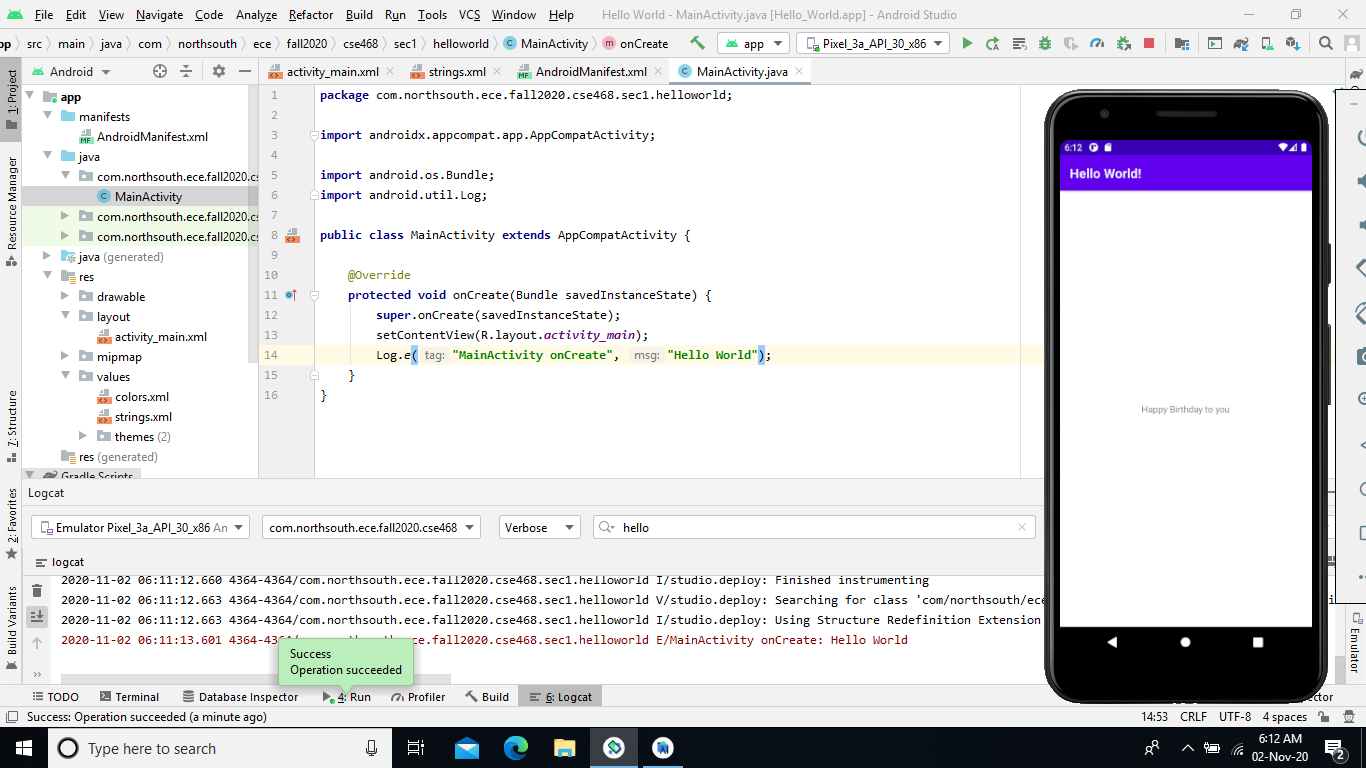 File Edit View Navigate Code Analyze Refactor Build Run Tools VCS Window Help Hello World - MainActivity.java [Hello_World.app] - Android Studio
src main java com northsouth ece fall2020 cse468 sec1 helloworld MainActivity onCreate app Pixel_3a_API_30_x86
Android activity_main.xml strings.xml AndroidManifest.xml MainActivity.java
1: Project
Resource Manager
7: Structure
2: Favorites
Build Variants
app
manifests
AndroidManifest.xml
java
com.northsouth.ece.fall2020.cs
MainActivity
com.northsouth.ece.fall2020.cs
com.northsouth.ece.fall2020.cs
java (generated)
res
drawable
layout
activity_main.xml
mipmap
values
colors.xml
strings.xml
themes (2)
res (generated)
Gradle Scripts
1 package com.northsouth.ece.fall2020.cse468.sec1.helloworld;
2
3 import androidx.appcompat.app.AppCompatActivity;
4
5 import android.os.Bundle;
6 import android.util.Log;
7
8 public class MainActivity extends AppCompatActivity {
9
10 @Override
11 protected void onCreate(Bundle savedInstanceState) {
12 super.onCreate(savedInstanceState);
13 setContentView(R.layout.activity_main);
14 Log.e( tag: "MainActivity onCreate", msg: "Hello World");
15 }
16 }
6:12
Hello World!
Happy Birthday to you
Logcat
Emulator Pixel_3a_API_30_x86 An com.northsouth.ece.fall2020.cse468 Verbose hello
logcat
2020-11-02 06:11:12.660 4364-4364/com.northsouth.ece.fall2020.cse468.sec1.helloworld I/studio.deploy: Finished instrumenting
2020-11-02 06:11:12.663 4364-4364/com.northsouth.ece.fall2020.cse468.sec1.helloworld V/studio.deploy: Searching for class 'com/northsouth/ece
2020-11-02 06:11:12.663 4364-4364/com.northsouth.ece.fall2020.cse468.sec1.helloworld I/studio.deploy: Using Structure Redefinition Extension
2020-11-02 06:11:13.601 4364-4364/com.northsouth.ece.fall2020.cse468.sec1.helloworld E/MainActivity onCreate: Hello World
Success
Operation succeeded
Emulator
TODO Terminal Database Inspector 4: Run Profiler Build 6: Logcat
Success: Operation succeeded (a minute ago) 14:53 CRLF UTF-8 4 spaces
Type here to search
6:12 AM
02-Nov-20
2